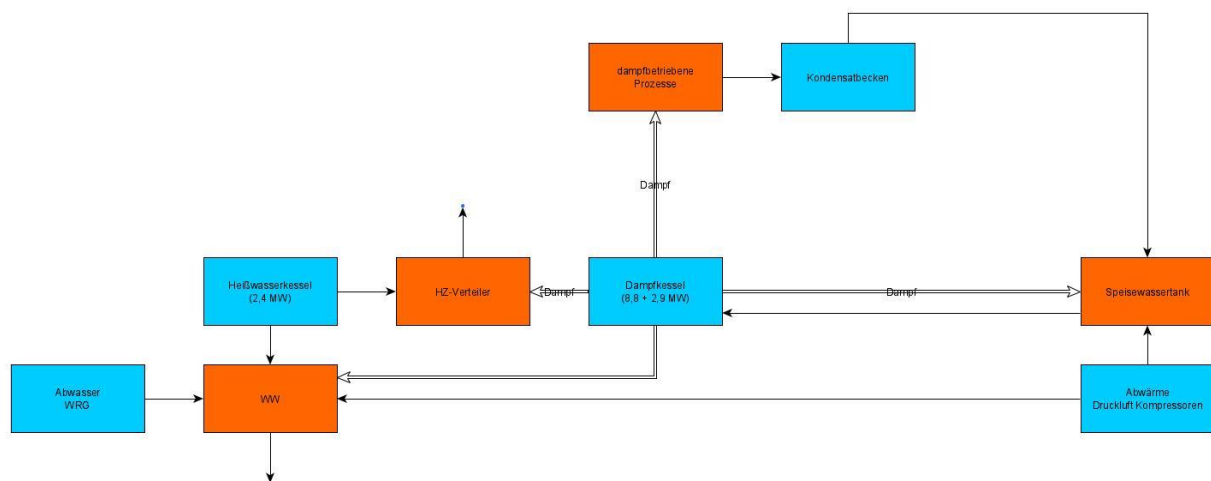 dampfbetriebene
Prozesse
Kondensatbecken
Dampf
Heißwasserkessel
(2,4 MW)
HZ-Verteiler
Dampf
Dampfkessel
(8,8 + 2,9 MW)
Dampf
Speisewassertank
Abwasser
WRG
WW
Abwärme
Druckluft Kompressoren